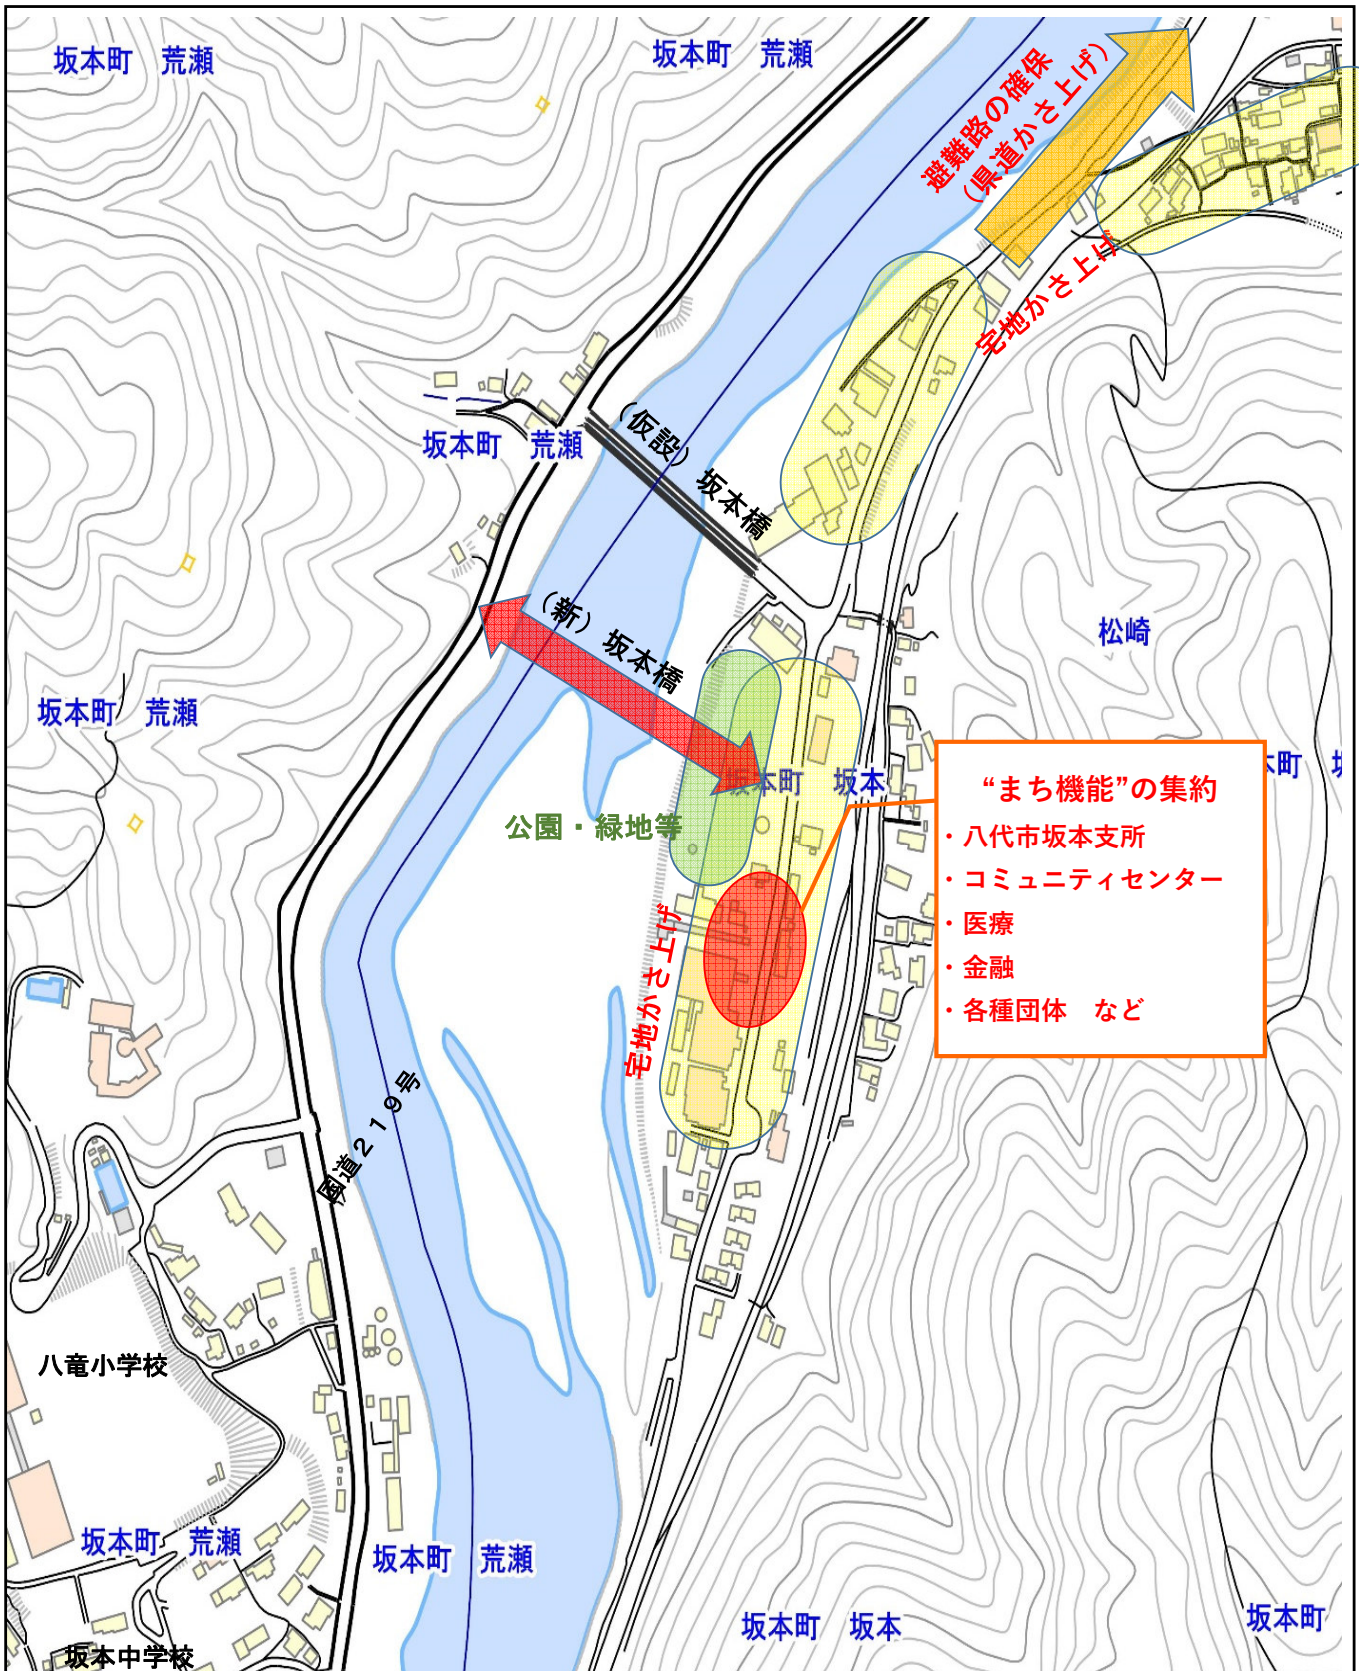 坂本町　荒瀬
坂本町　荒瀬
避難路の確保
（県道かさ上げ）
宅地かさ上げ
坂本町　荒瀬
（仮設）坂本橋
（新）坂本橋
松崎
坂本町　荒瀬
坂本町　坂本
本町
公園・緑地等
“まち機能”の集約
・八代市坂本支所
・コミュニティセンター
・医療
・金融
・各種団体　など
宅地かさ上げ
国道２１９号
八竜小学校
坂本町　荒瀬
坂本町　荒瀬
坂本町　坂本
坂本町
坂本中学校